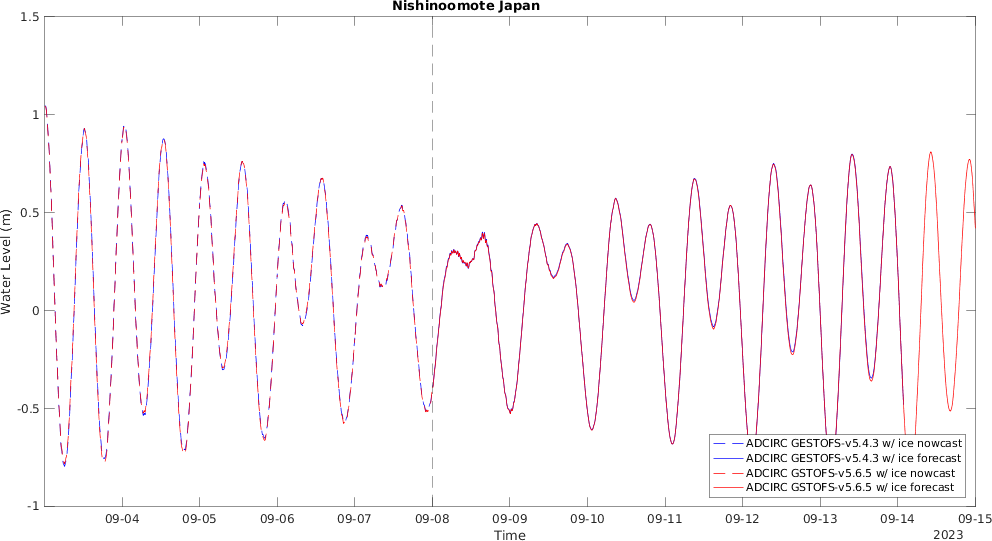 Nishinoomote Japan
1.5
1
0.5
0
-0.5
-1
Water Level (m)
09-04 09-05 09-06 09-07 09-08 09-09 09-10 09-11 09-12 09-13 09-14 09-15
Time
2023
ADCIRC GESTOFS-v5.4.3 w/ ice nowcast
ADCIRC GESTOFS-v5.4.3 w/ ice forecast
ADCIRC GSTOFS-v5.6.5 w/ ice nowcast
ADCIRC GSTOFS-v5.6.5 w/ ice forecast